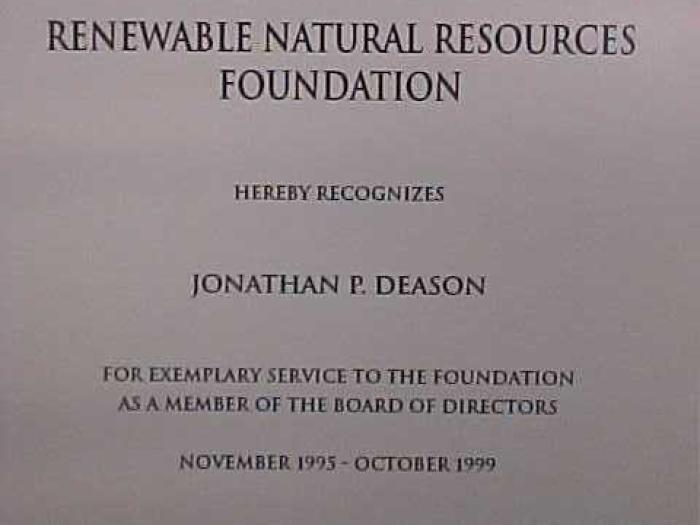 RENEWABLE NATURAL RESOURCES
FOUNDATION
HEREBY RECOGNIZES
JONATHAN P. DEASON
FOR EXEMPLARY SERVICE TO THE FOUNDATION
AS A MEMBER OF THE BOARD OF DIRECTORS
NOVEMBER 1995 - OCTOBER 1999